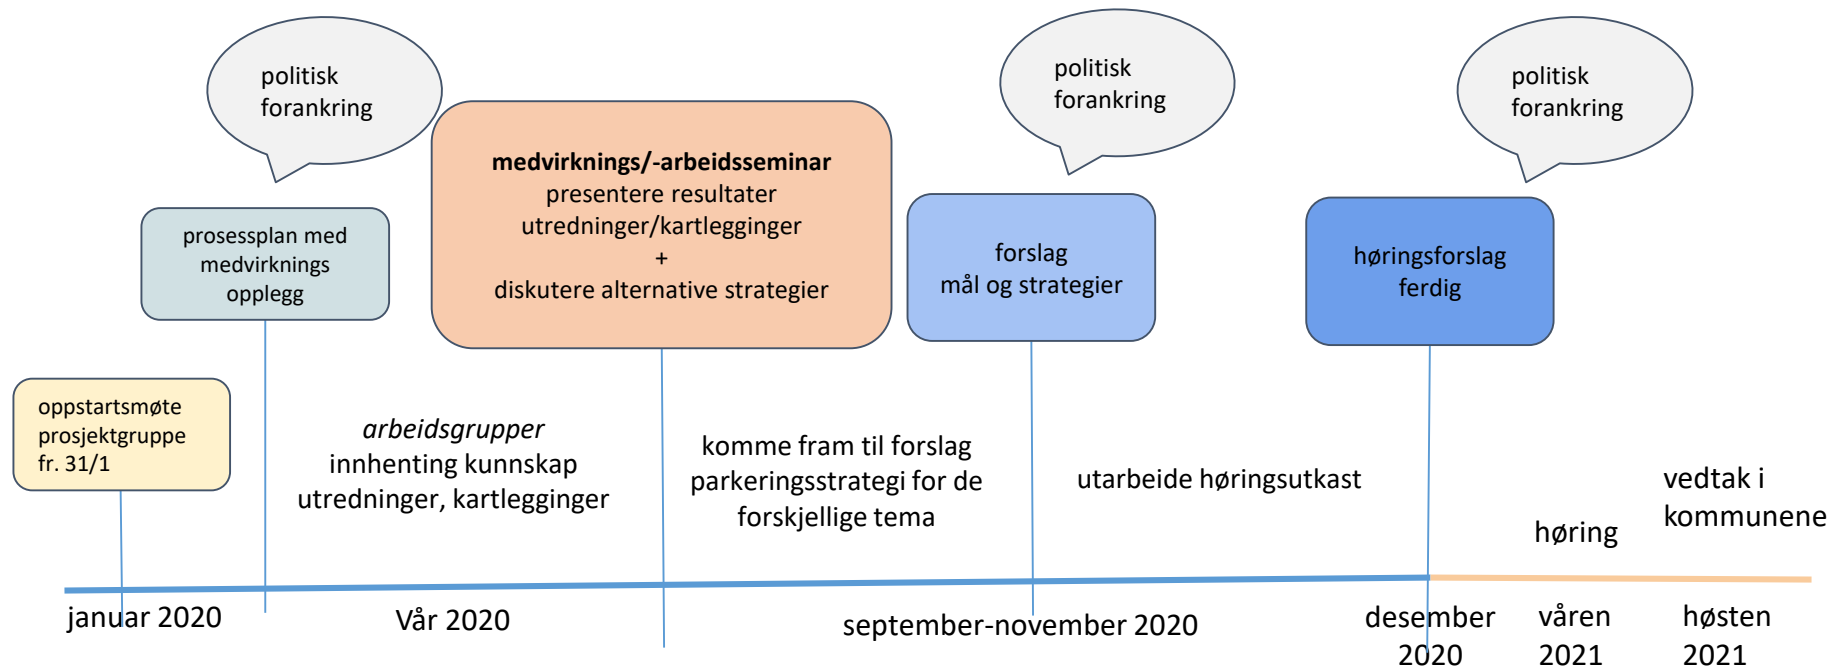 politisk
forankring
politisk
forankring
politisk
forankring
medvirknings/-arbeidsseminar
presentere resultater
utredninger/kartlegginger
+
diskutere alternative strategier
prosessplan med
medvirknings
opplegg
forslag
mål og strategier
høringsforslag
ferdig
oppstartsmøte
prosjektgruppe
fr. 31/1
arbeidsgrupper
innhenting kunnskap
utredninger, kartlegginger
komme fram til forslag
parkeringsstrategi for de
forskjellige tema
utarbeide høringsutkast
høring
vedtak i
kommunene
januar 2020
Vår 2020
september-november 2020
desember
2020
våren
2021
høsten
2021